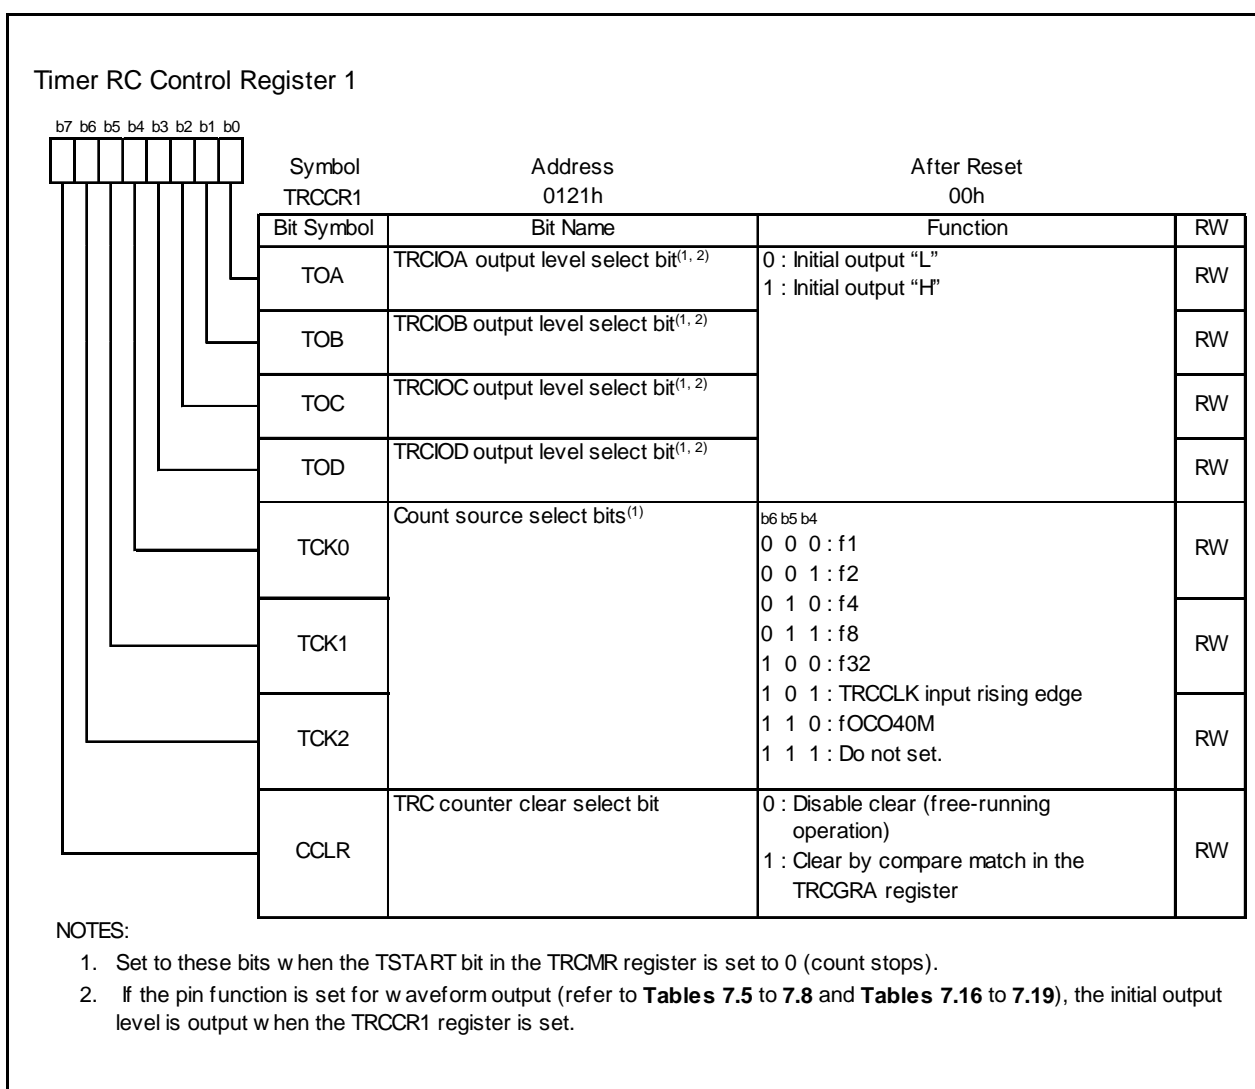 Timer RC Control Register 1
b7 b6 b5 b4 b3 b2 b1 b0
Symbol Address After Reset
TRCCR1 0121h 00h
Bit Symbol Bit Name Function RW
TOA TRCIOA output level select bit(1, 2) 0 : Initial output “L” RW
1 : Initial output “H”
TOB TRCIOB output level select bit(1, 2) RW
TOC TRCIOC output level select bit(1, 2) RW
TOD TRCIOD output level select bit(1, 2) RW
TCK0 Count source select bits(1) b6 b5 b4 RW
0 0 0 : f1
0 0 1 : f2
0 1 0 : f4
TCK1 0 1 1 : f8 RW
1 0 0 : f32
1 0 1 : TRCCLK input rising edge
TCK2 1 1 0 : fOCO40M RW
1 1 1 : Do not set.
CCLR TRC counter clear select bit 0 : Disable clear (free-running RW
operation)
1 : Clear by compare match in the
TRCGRA register
NOTES:
1. Set to these bits when the TSTART bit in the TRCMR register is set to 0 (count stops).
2. If the pin function is set for waveform output (refer to Tables 7.5 to 7.8 and Tables 7.16 to 7.19), the initial output
level is output when the TRCCR1 register is set.